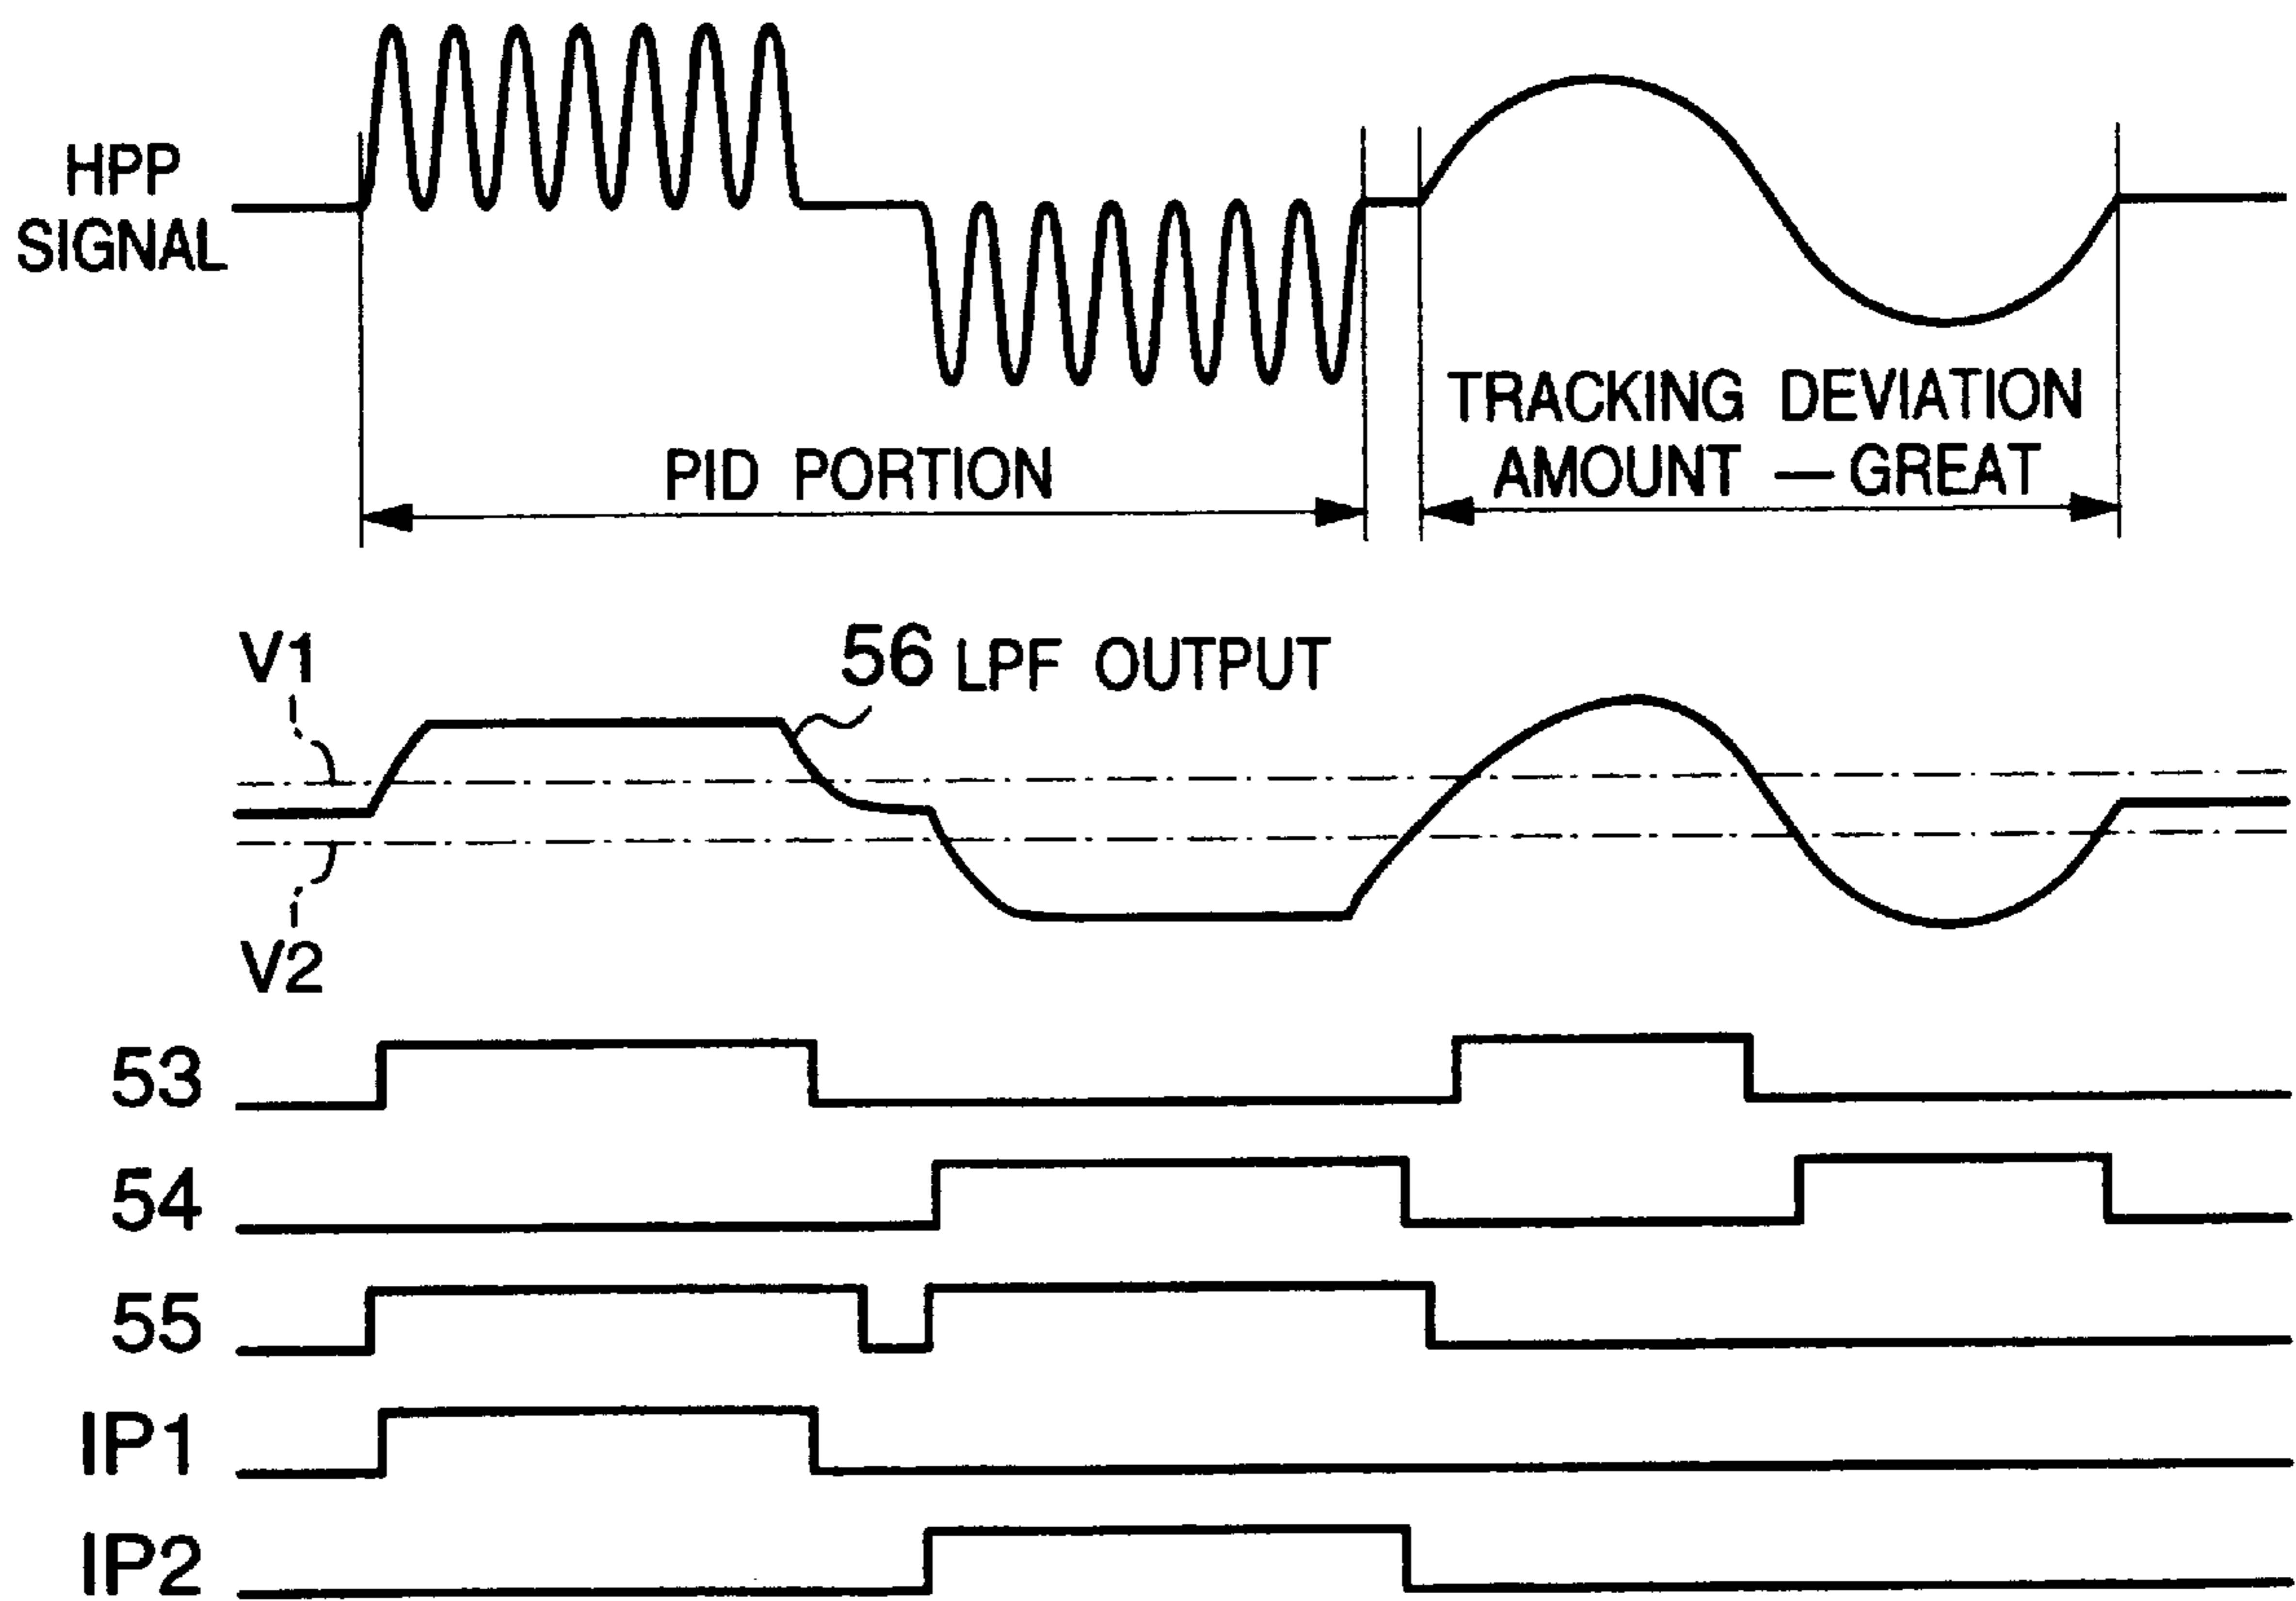 HPP
SIGNAL
TRACKING DEVIATION
AMOUNT — GREAT
PID PORTION
V1
56 LPF OUTPUT
V2
53
54
55
IP1
IP2